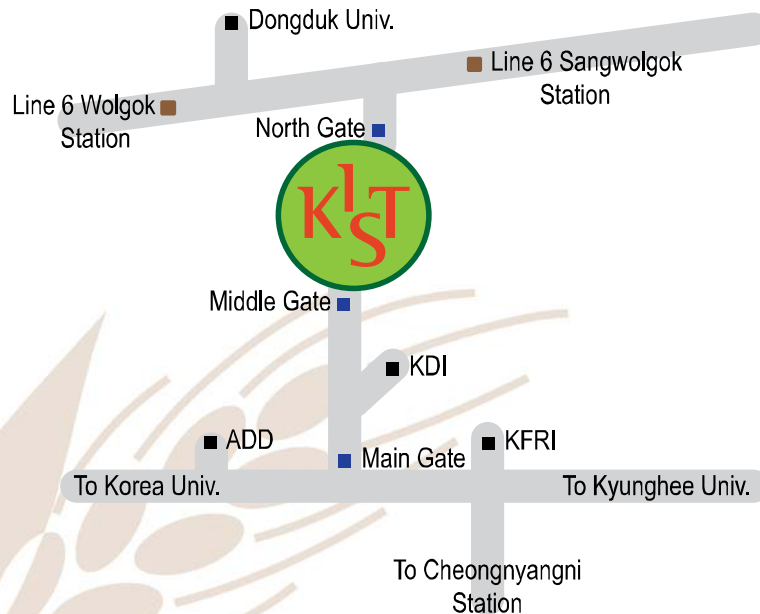 Dongduk Univ.
Line 6 Sangwolgok
Station
Line 6 Wolgok
Station
North Gate
KIST
Middle Gate
KDI
ADD
KFRI
Main Gate
To Korea Univ.
To Kyunghee Univ.
To Cheongnyangni
Station